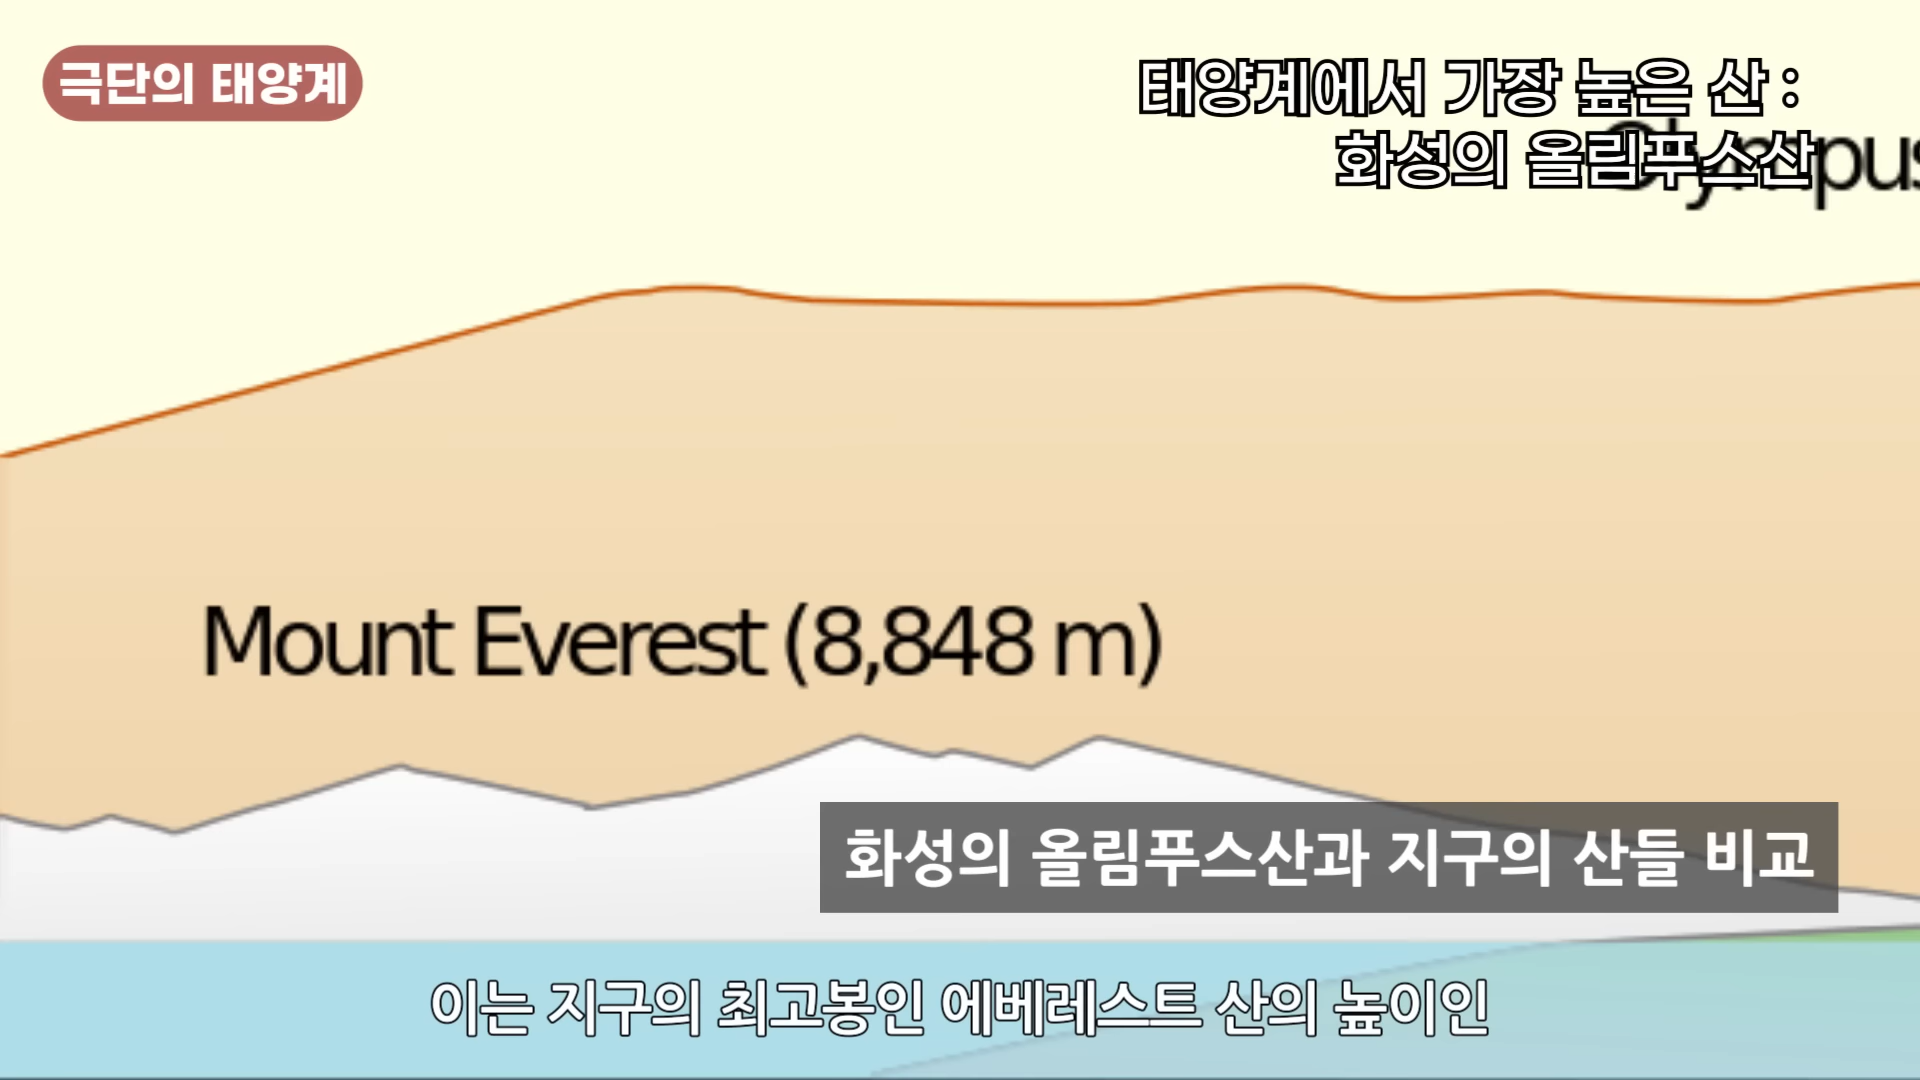 극단의 태양계
태양계에서 가장 높은 산 :
화성의 올림푸스산
Olympus
Mount Everest (8,848 m)
화성의 올림푸스산과 지구의 산들 비교
이는 지구의 최고봉인 에베레스트 산의 높이인